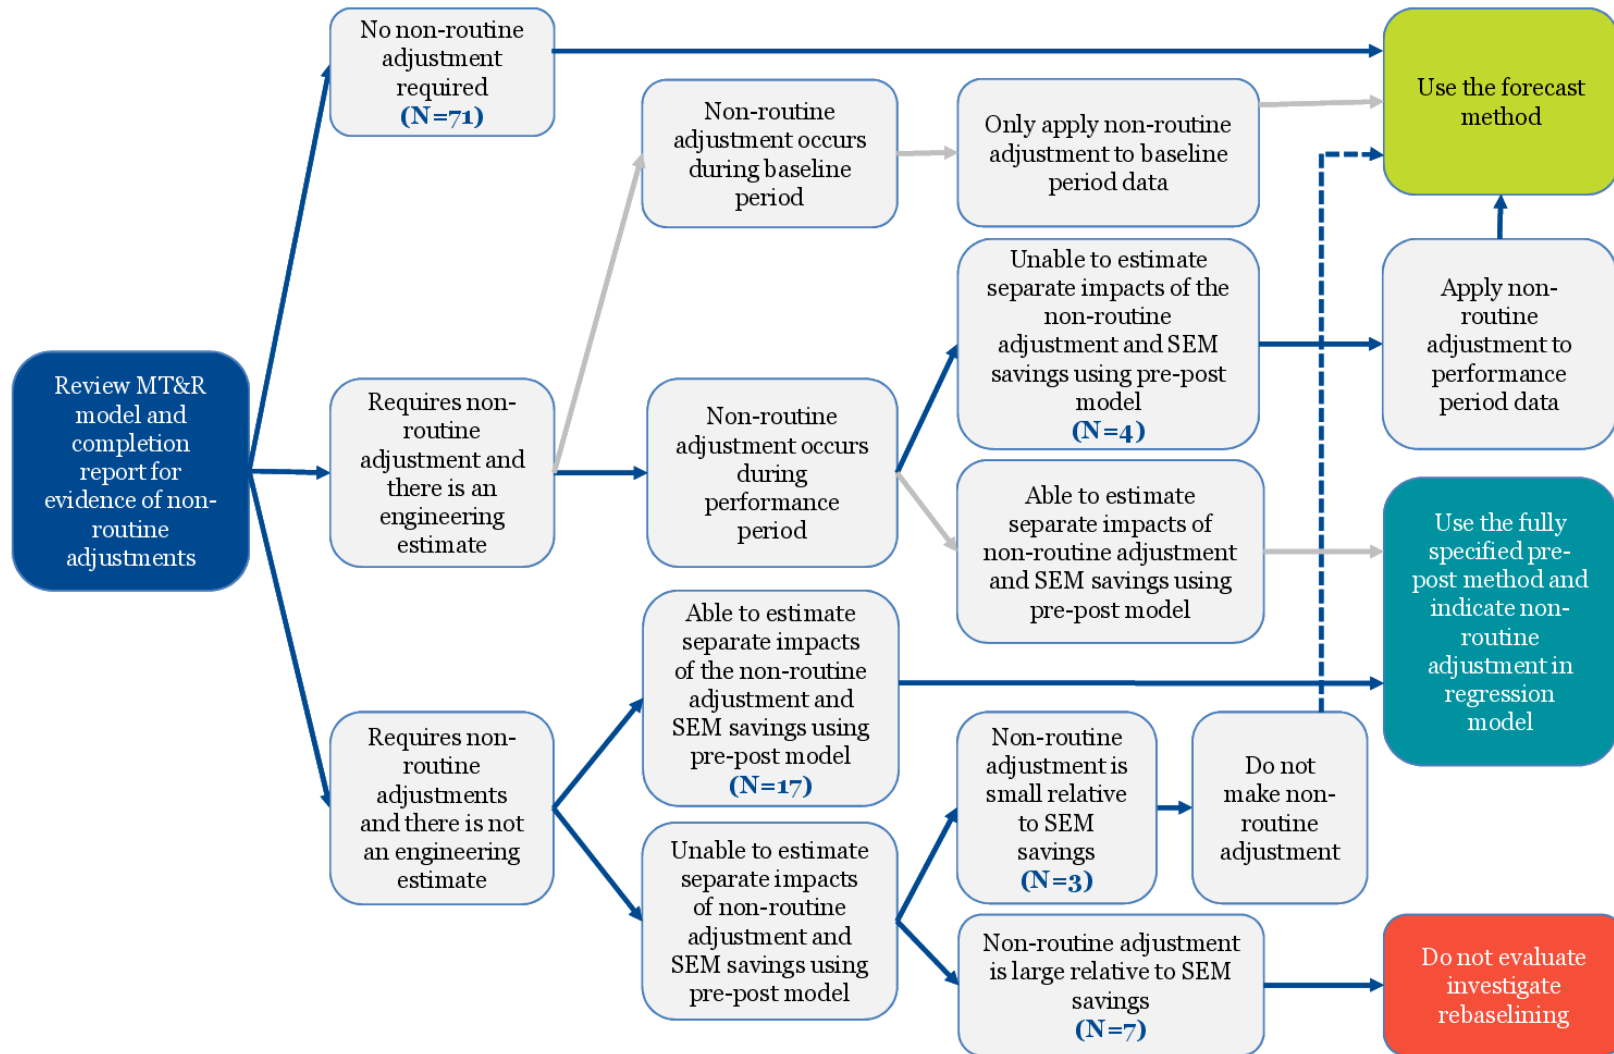 No non-routine
adjustment
required
(N=71)
Use the forecast
method
Non-routine
adjustment occurs
during baseline
period
Only apply non-routine
adjustment to baseline
period data
Unable to estimate
separate impacts of the
non-routine
adjustment and SEM
savings using pre-post
model
(N=4)
Apply non-
routine
adjustment to
performance
period data
Review MT&R
model and
completion
report for
evidence of non-
routine
adjustments
Requires non-
routine
adjustment and
there is an
engineering
estimate
Non-routine
adjustment occurs
during
performance
period
Able to estimate
separate impacts of
non-routine adjustment
and SEM savings using
pre-post model
Use the fully
specified pre-
post method and
indicate non-
routine
adjustment in
regression
model
Able to estimate
separate impacts
of the non-routine
adjustment and
SEM savings using
pre-post model
(N=17)
Requires non-
routine
adjustments
and there is not
an engineering
estimate
Non-routine
adjustment is
small relative
to SEM
savings
(N=3)
Do not
make non-
routine
adjustment
Unable to estimate
separate impacts
of non-routine
adjustment and
SEM savings using
pre-post model
Non-routine adjustment
is large relative to SEM
savings
(N=7)
Do not evaluate
investigate
rebaselining